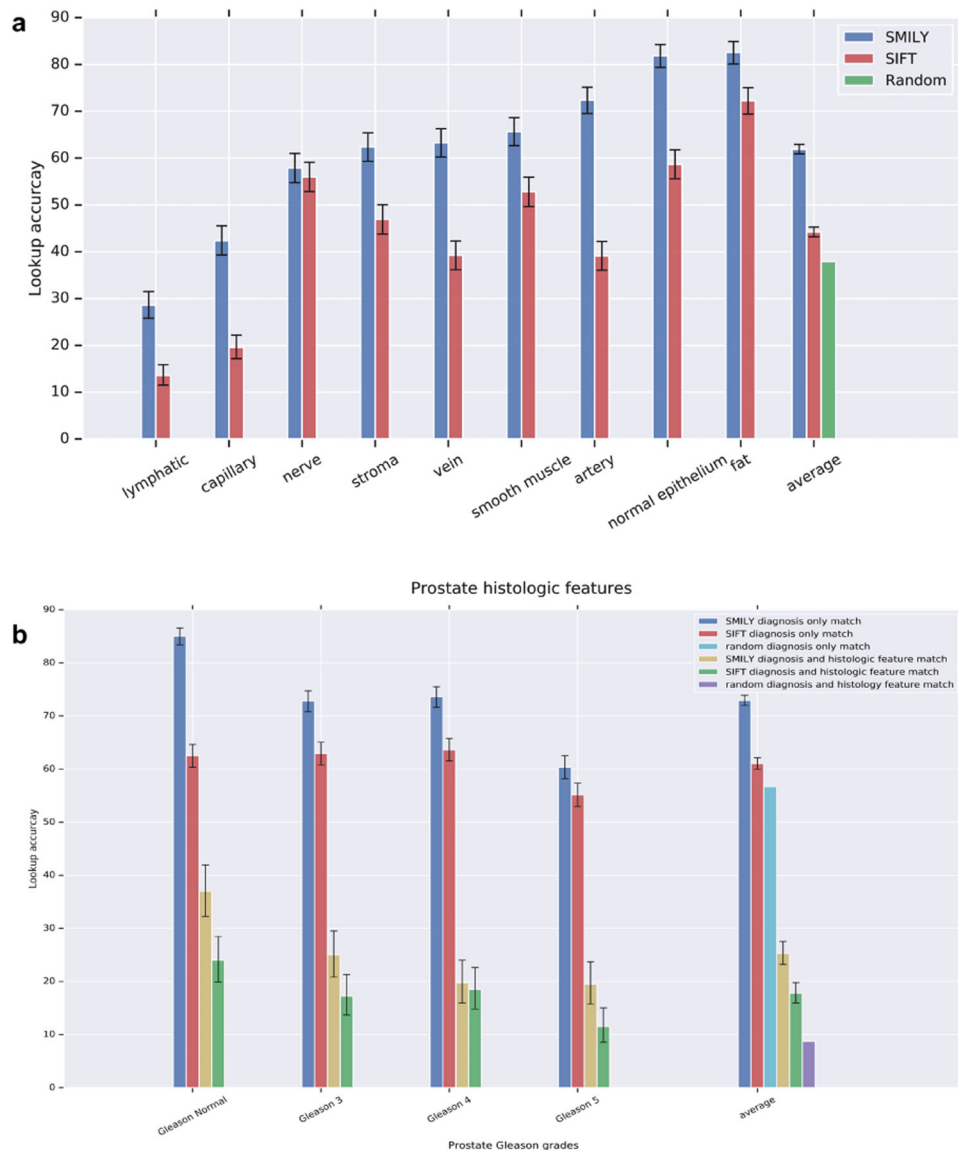 a
90
80
70
60
50
40
30
20
10
0
Lookup accurcay
SMILY
SIFT
Random
lymphatic
capillary
nerve
stroma
vein
smooth muscle
artery
normal epithelium
fat
average
b
Prostate histologic features
90
80
70
60
50
40
30
20
10
0
Lookup accurcay
SMILY diagnosis only match
SIFT diagnosis only match
random diagnosis only match
SMILY diagnosis and histologic feature match
SIFT diagnosis and histologic feature match
random diagnosis and histology feature match
Gleason Normal
Gleason 3
Gleason 4
Gleason 5
average
Prostate Gleason grades